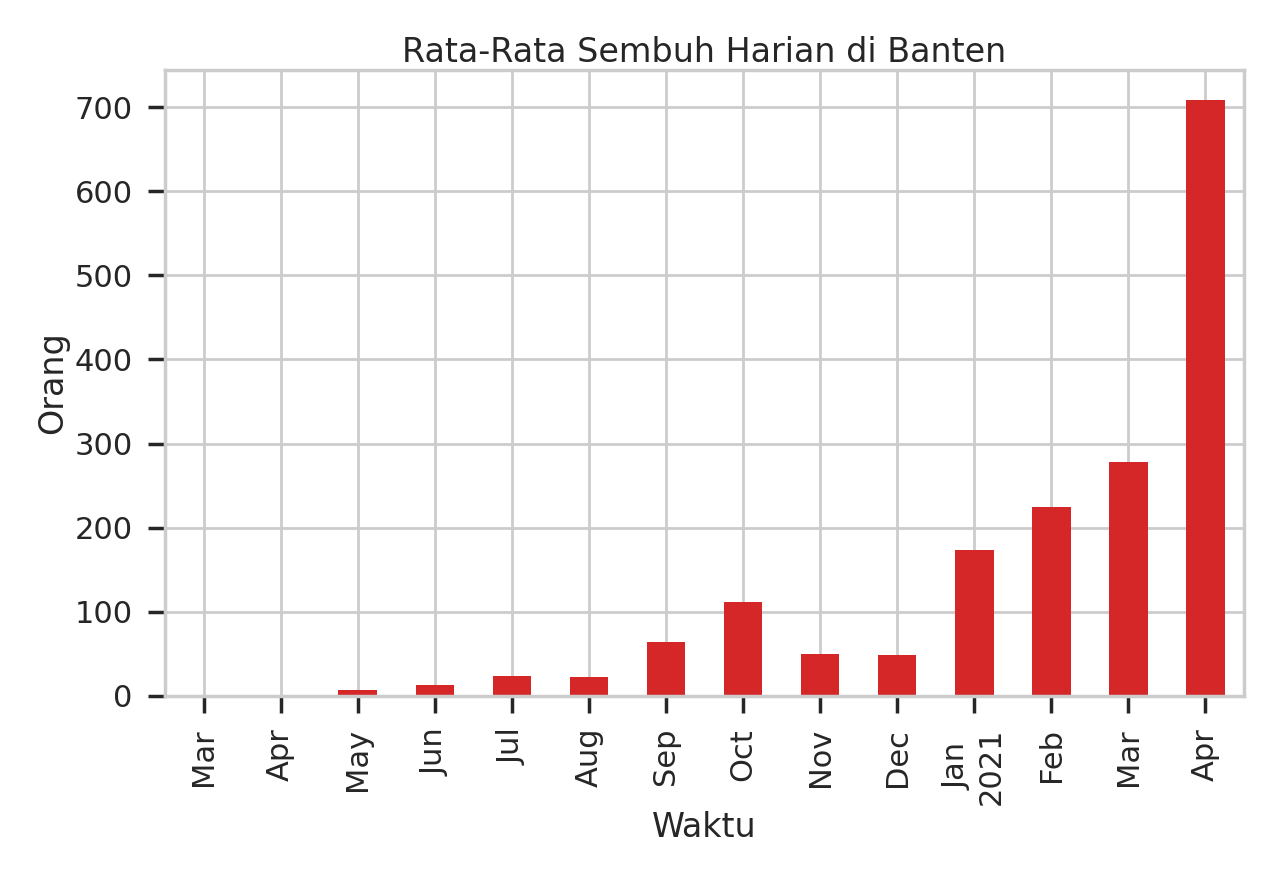 Rata-Rata Sembuh Harian di Banten
Orang
700
600
500
400
300
200
100
0
Mar
Apr
May
Jun
Jul
Aug
Sep
Oct
Nov
Dec
Jan
2021
Feb
Mar
Apr
Waktu